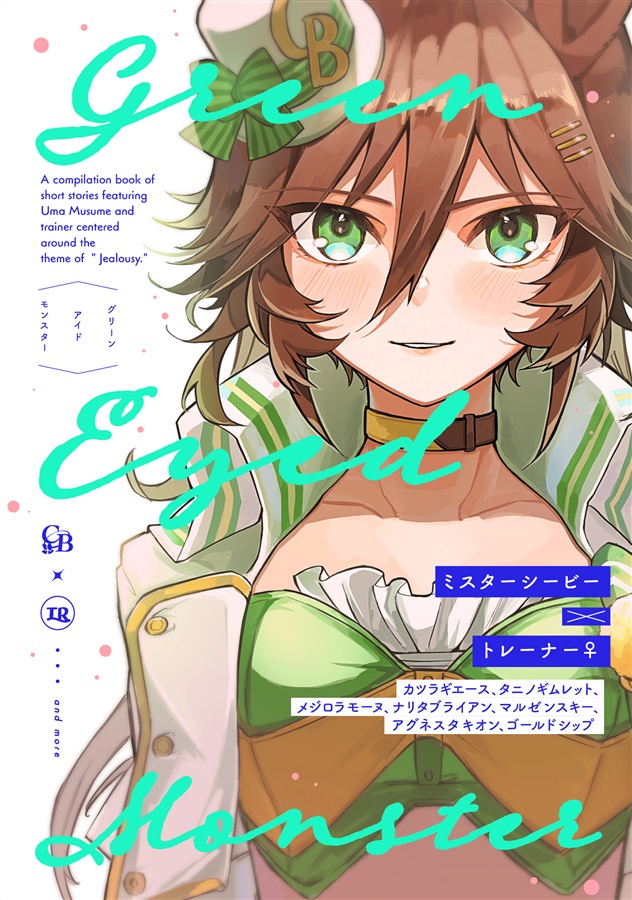 CB
Green
A compilation book of
short stories featuring
Uma Musume and
trainer centered
around the
theme of " Jealousy."
グリーン
アイド
モンスター
Eyed
CB
×
TR
and more
ミスターシービー
×
トレーナー♀
カツラギエース、タニノギムレット、
メジロラモーヌ、ナリタブライアン、マルゼンスキー、
アグネスタキオン、ゴールドシップ
Monster